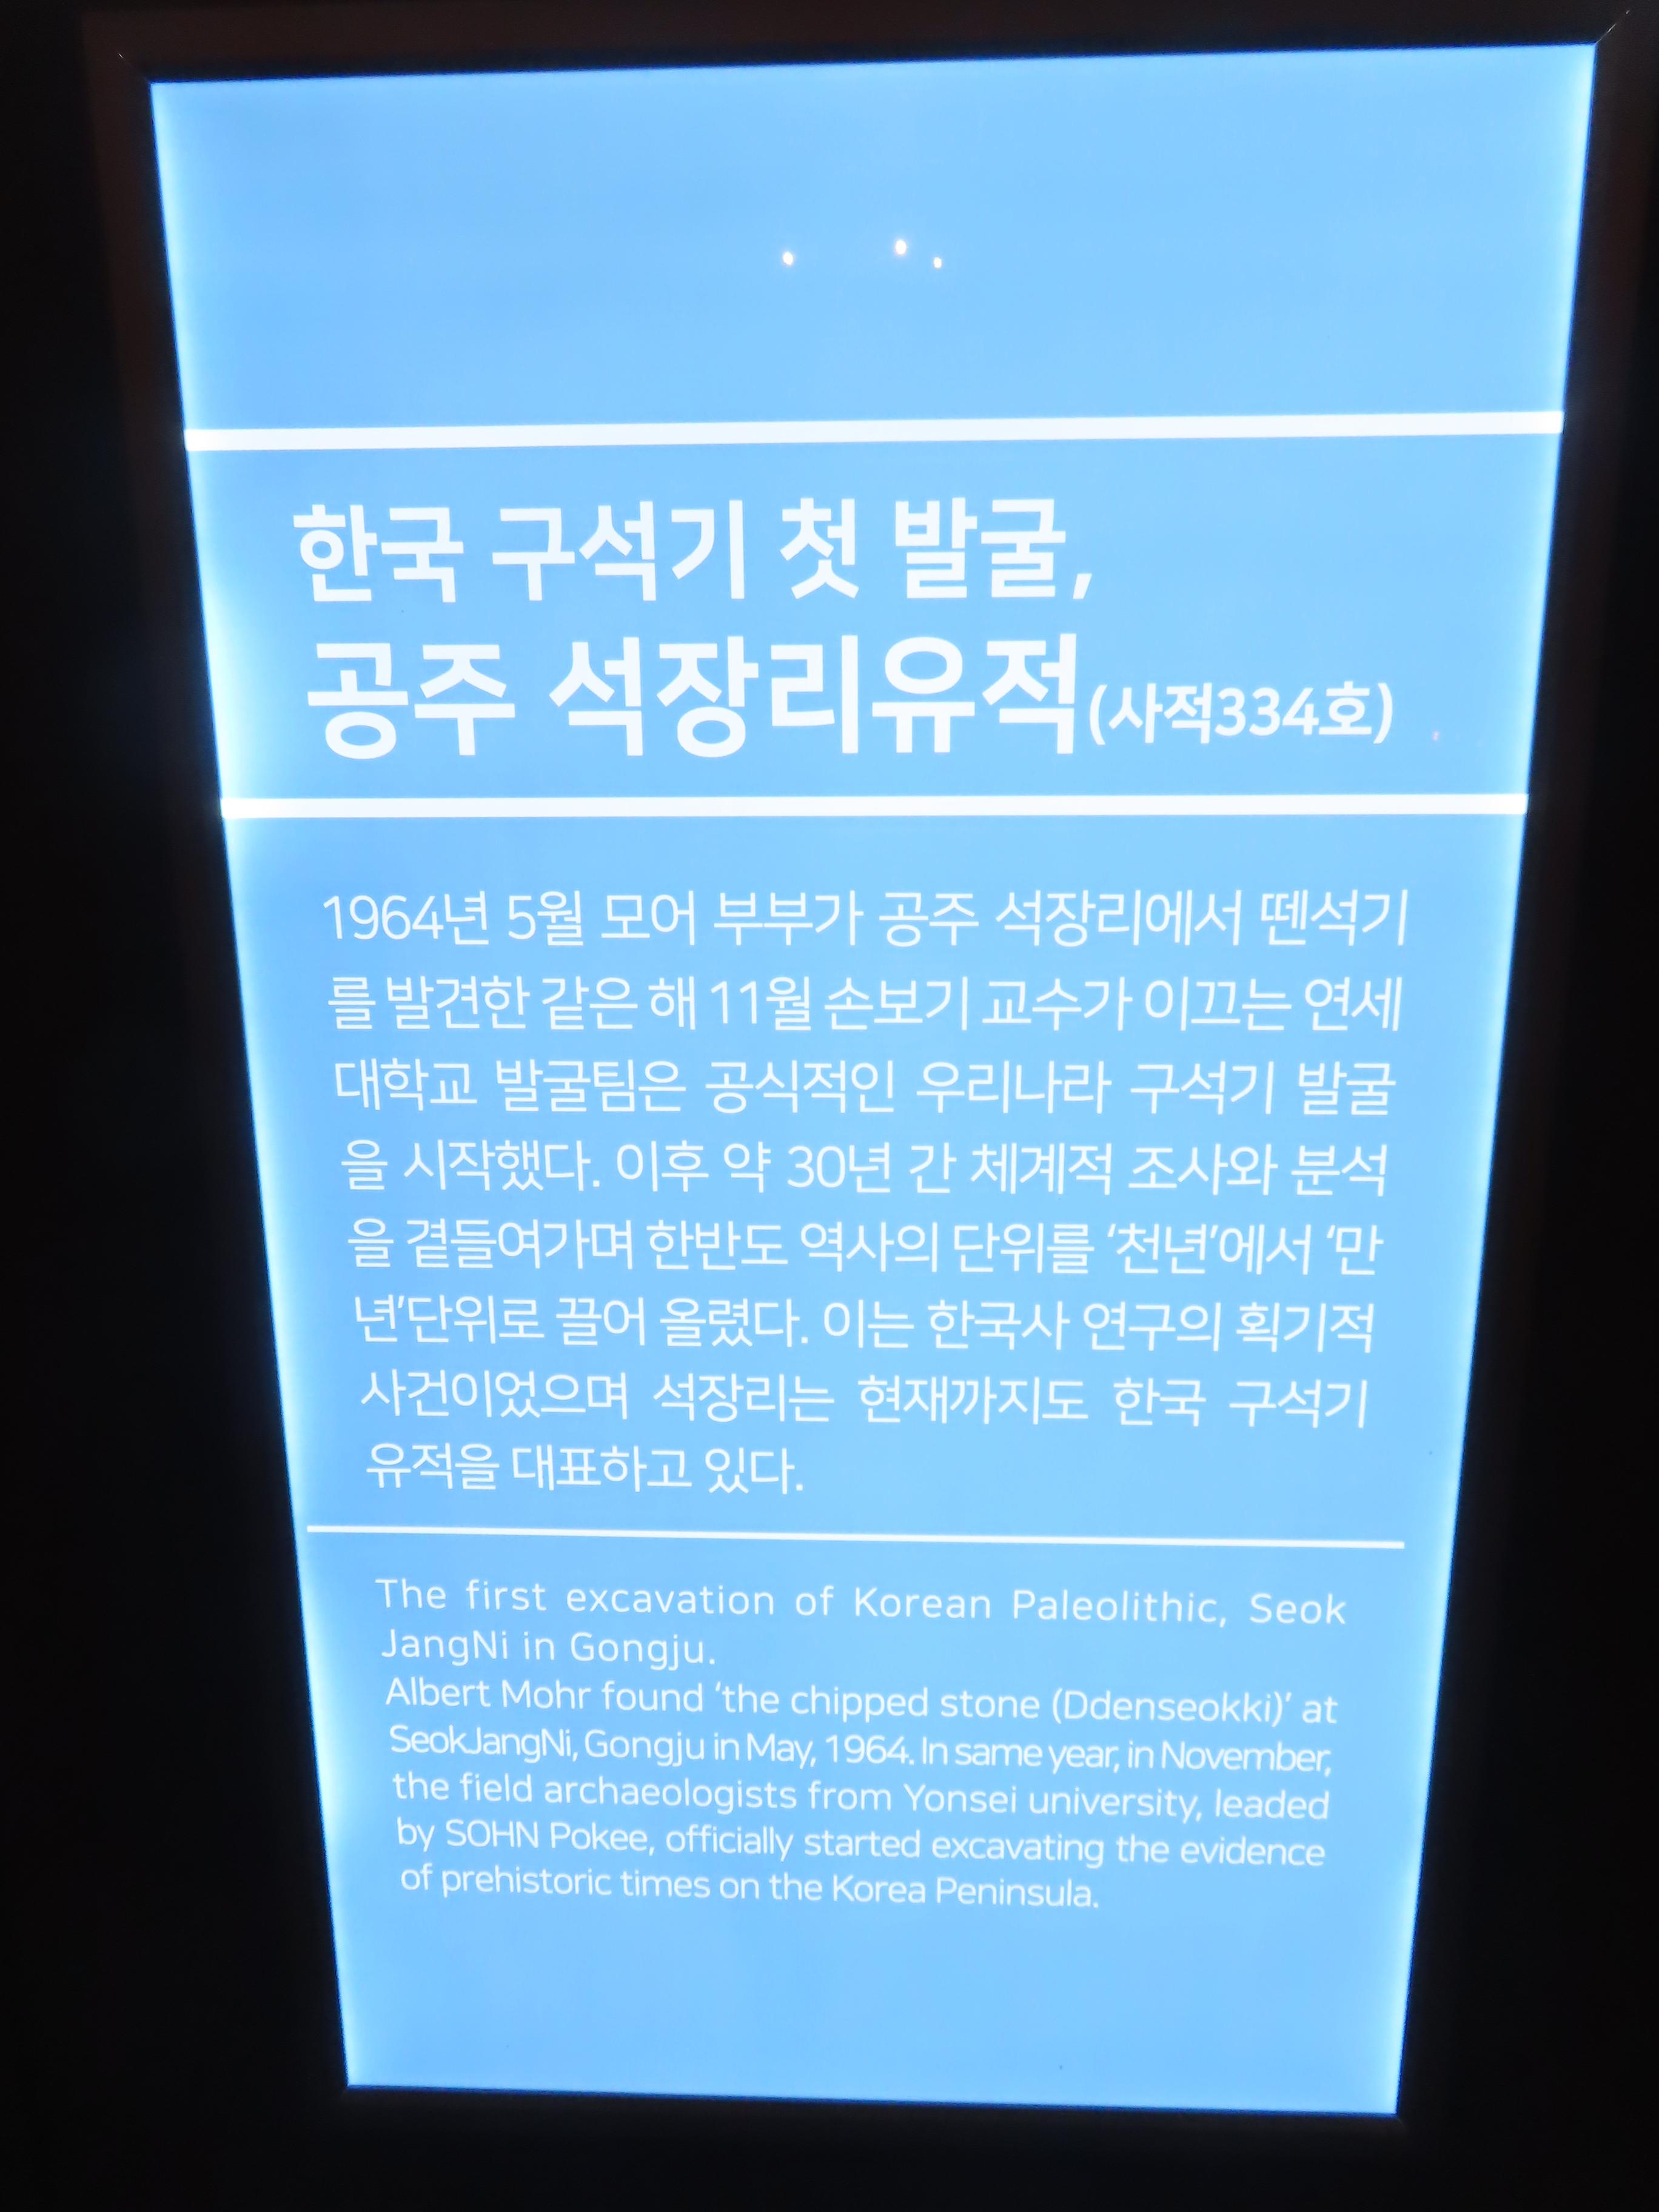 한국 구석기 첫 발굴,
공주 석장리유적(사적334호)
1964년 5월 모어 부부가 공주 석장리에서 뗀석기
를 발견한 같은 해 11월 손보기 교수가 이끄는 연세
대학교 발굴팀은 공식적인 우리나라 구석기 발굴
을 시작했다. 이후 약 30년 간 체계적 조사와 분석
을 곁들여가며 한반도 역사의 단위를 ‘천년’에서 ‘만
년’단위로 끌어 올렸다. 이는 한국사 연구의 획기적
사건이었으며 석장리는 현재까지도 한국 구석기
유적을 대표하고 있다.
The first excavation of Korean Paleolithic, Seok
JangNi in Gongju.
Albert Mohr found ‘the chipped stone (Ddenseokki)’ at
SeokJangNi, Gongju in May, 1964. In same year, in November,
the field archaeologists from Yonsei university, leaded
by SOHN Pokee, officially started excavating the evidence
of prehistoric times on the Korea Peninsula.